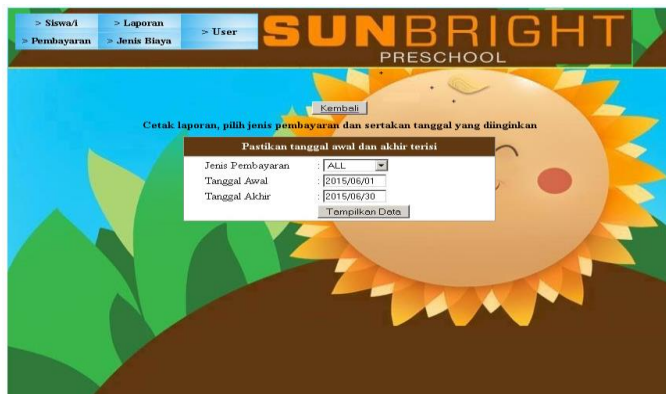 > Siswa/i > Laporan > User
> Pembayaran > Jenis Biaya
SUNBRIGHT
PRESCHOOL
Kembali
Cetak laporan, pilih jenis pembayaran dan sertakan tanggal yang diinginkan
Pastikan tanggal awal dan akhir terisi
Jenis Pembayaran : ALL
Tanggal Awal : 2015/06/01
Tanggal Akhir : 2015/06/30
Tampilkan Data